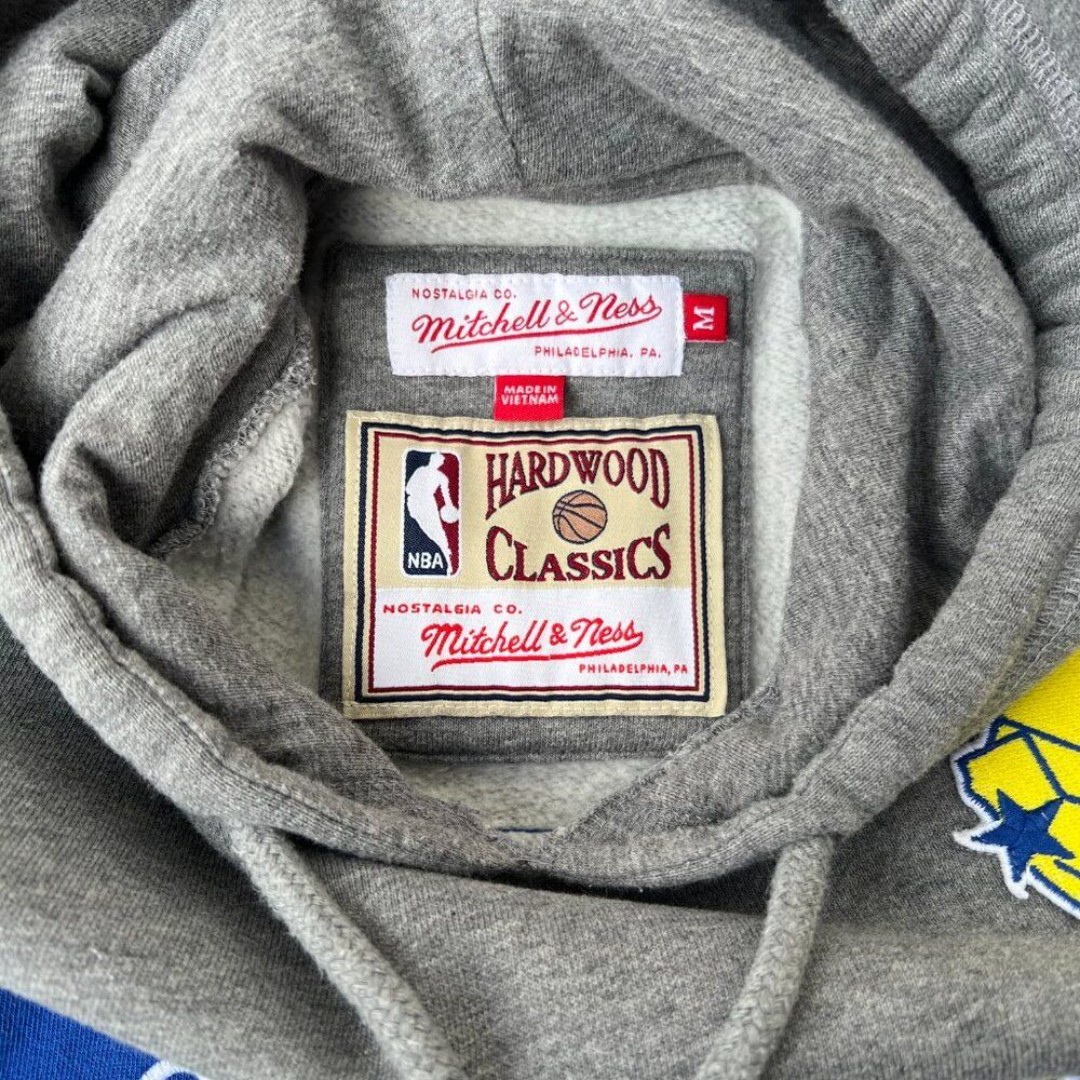 NOSTALGIA CO.
Mitchell & Ness
PHILADELPHIA, PA.
M
MADE IN
VIETNAM
HARDWOOD
NBA
CLASSICS
NOSTALGIA CO.
Mitchell & Ness
PHILADELPHIA, PA